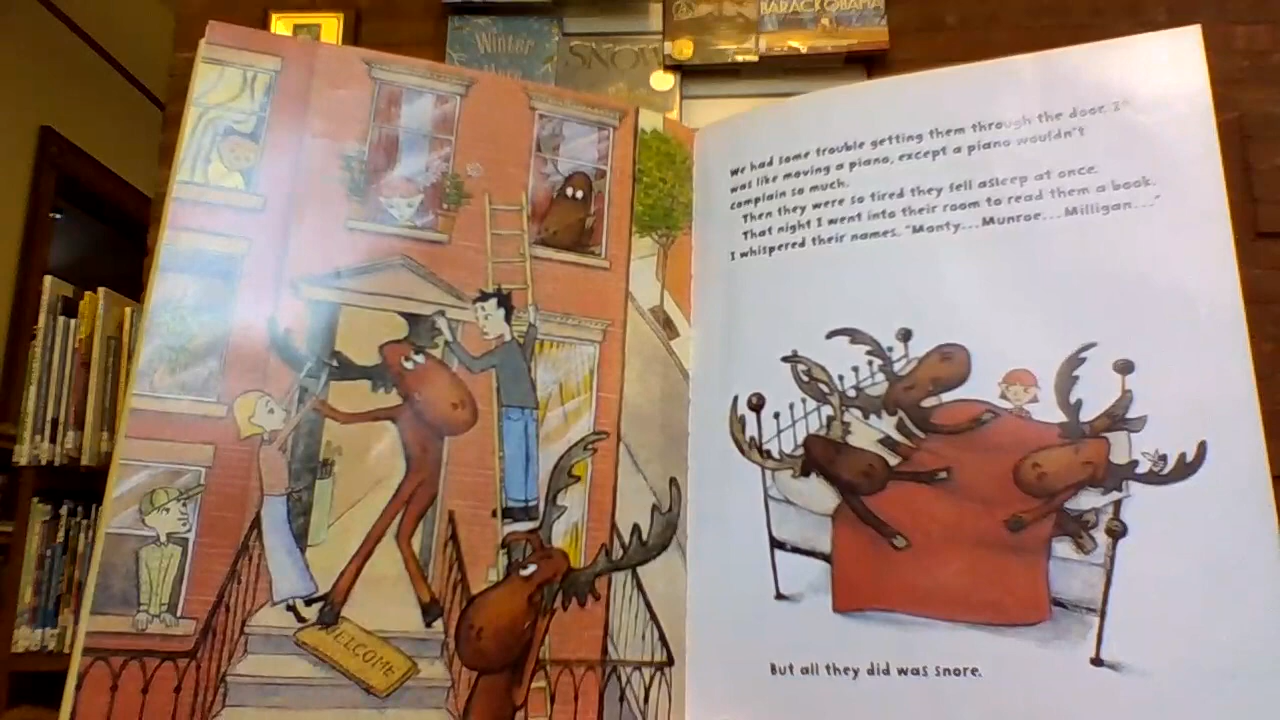 Winter
SNOW
BARACK OBAMA
We had some trouble getting them through the door. It
was like moving a piano, except a piano wouldn't
complain so much.
Then they were so tired they fell asleep at once.
That night I went into their room to read them a book.
I whispered their names. "Monty...Munroe...Milligan..."
WELCOME
But all they did was snore.